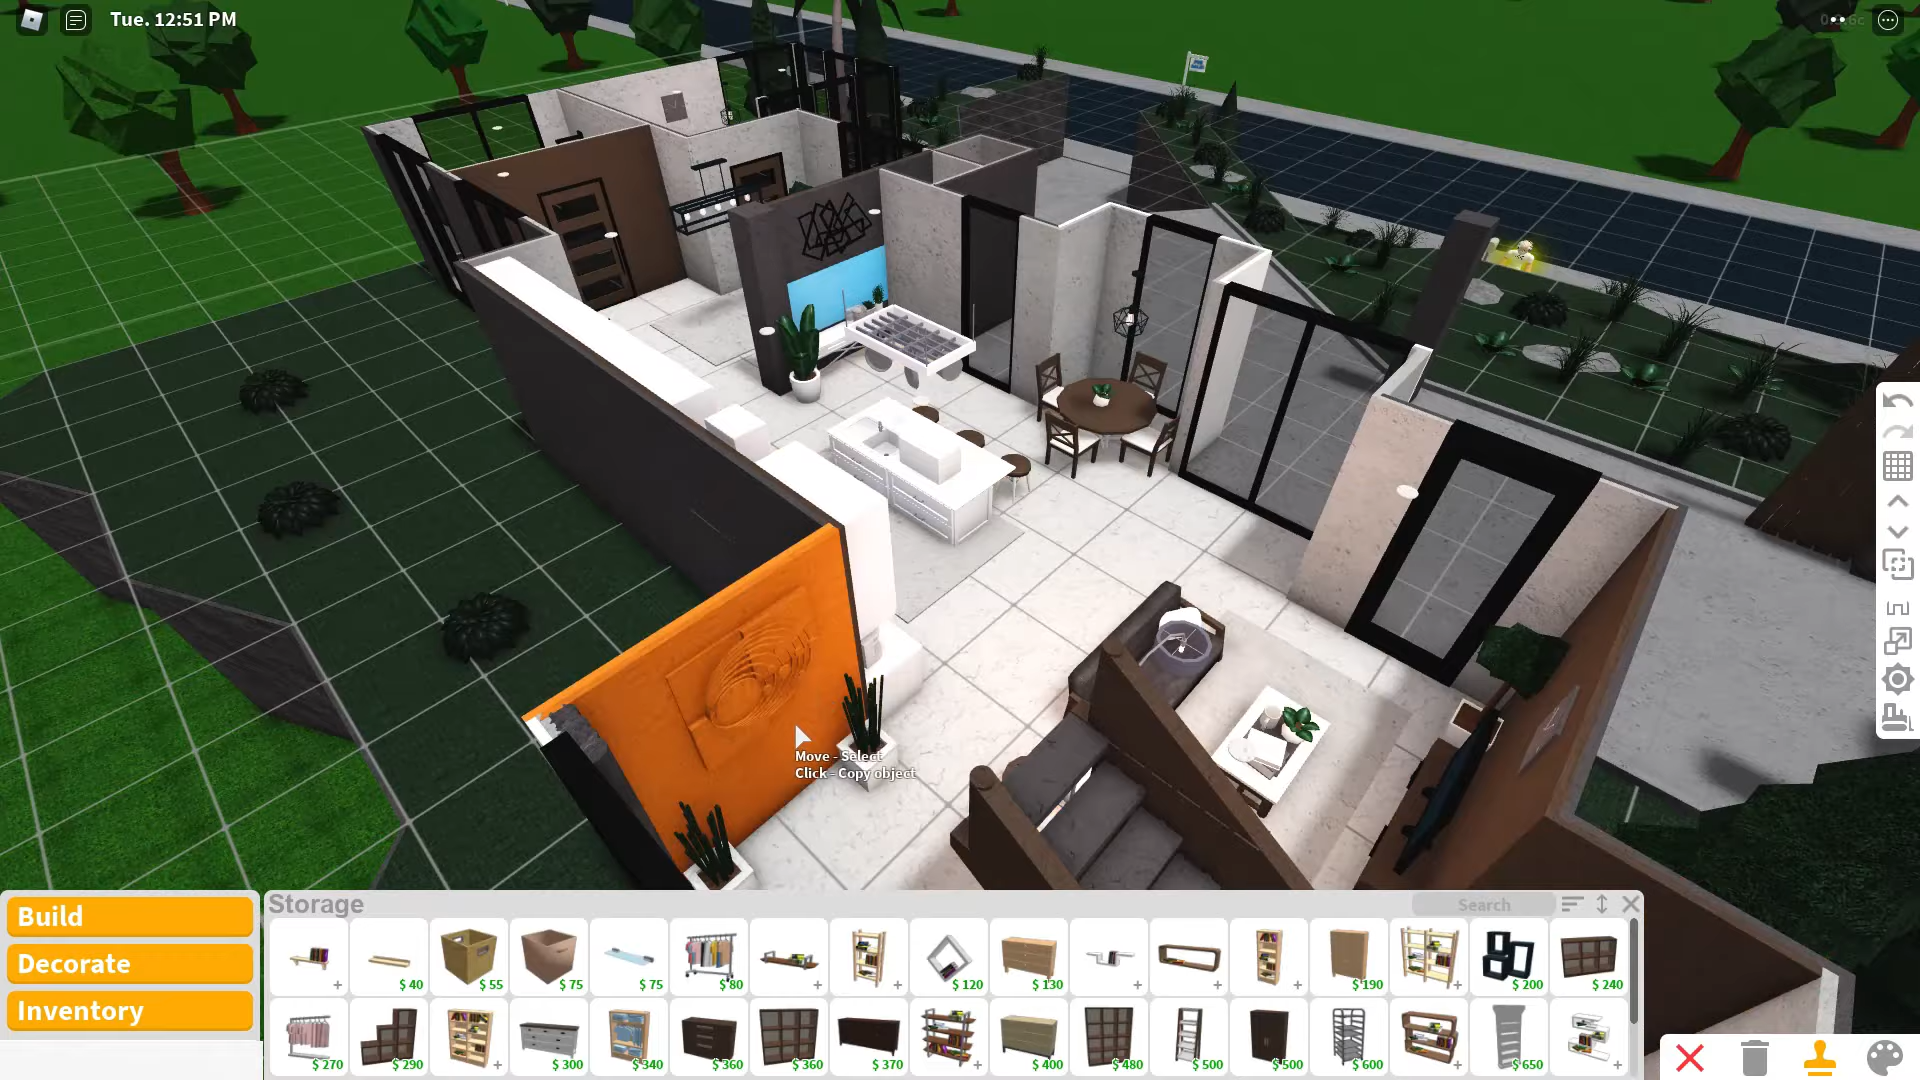 Tue. 12:51 PM
Move - Select
Click - Copy object
Build
Decorate
Inventory
Storage
Search
$ 40
$ 55
$ 75
$ 75
$ 80
$ 120
$ 130
$ 190
$ 200
$ 240
$ 270
$ 290
$ 300
$ 340
$ 360
$ 360
$ 370
$ 400
$ 480
$ 500
$ 500
$ 600
$ 650